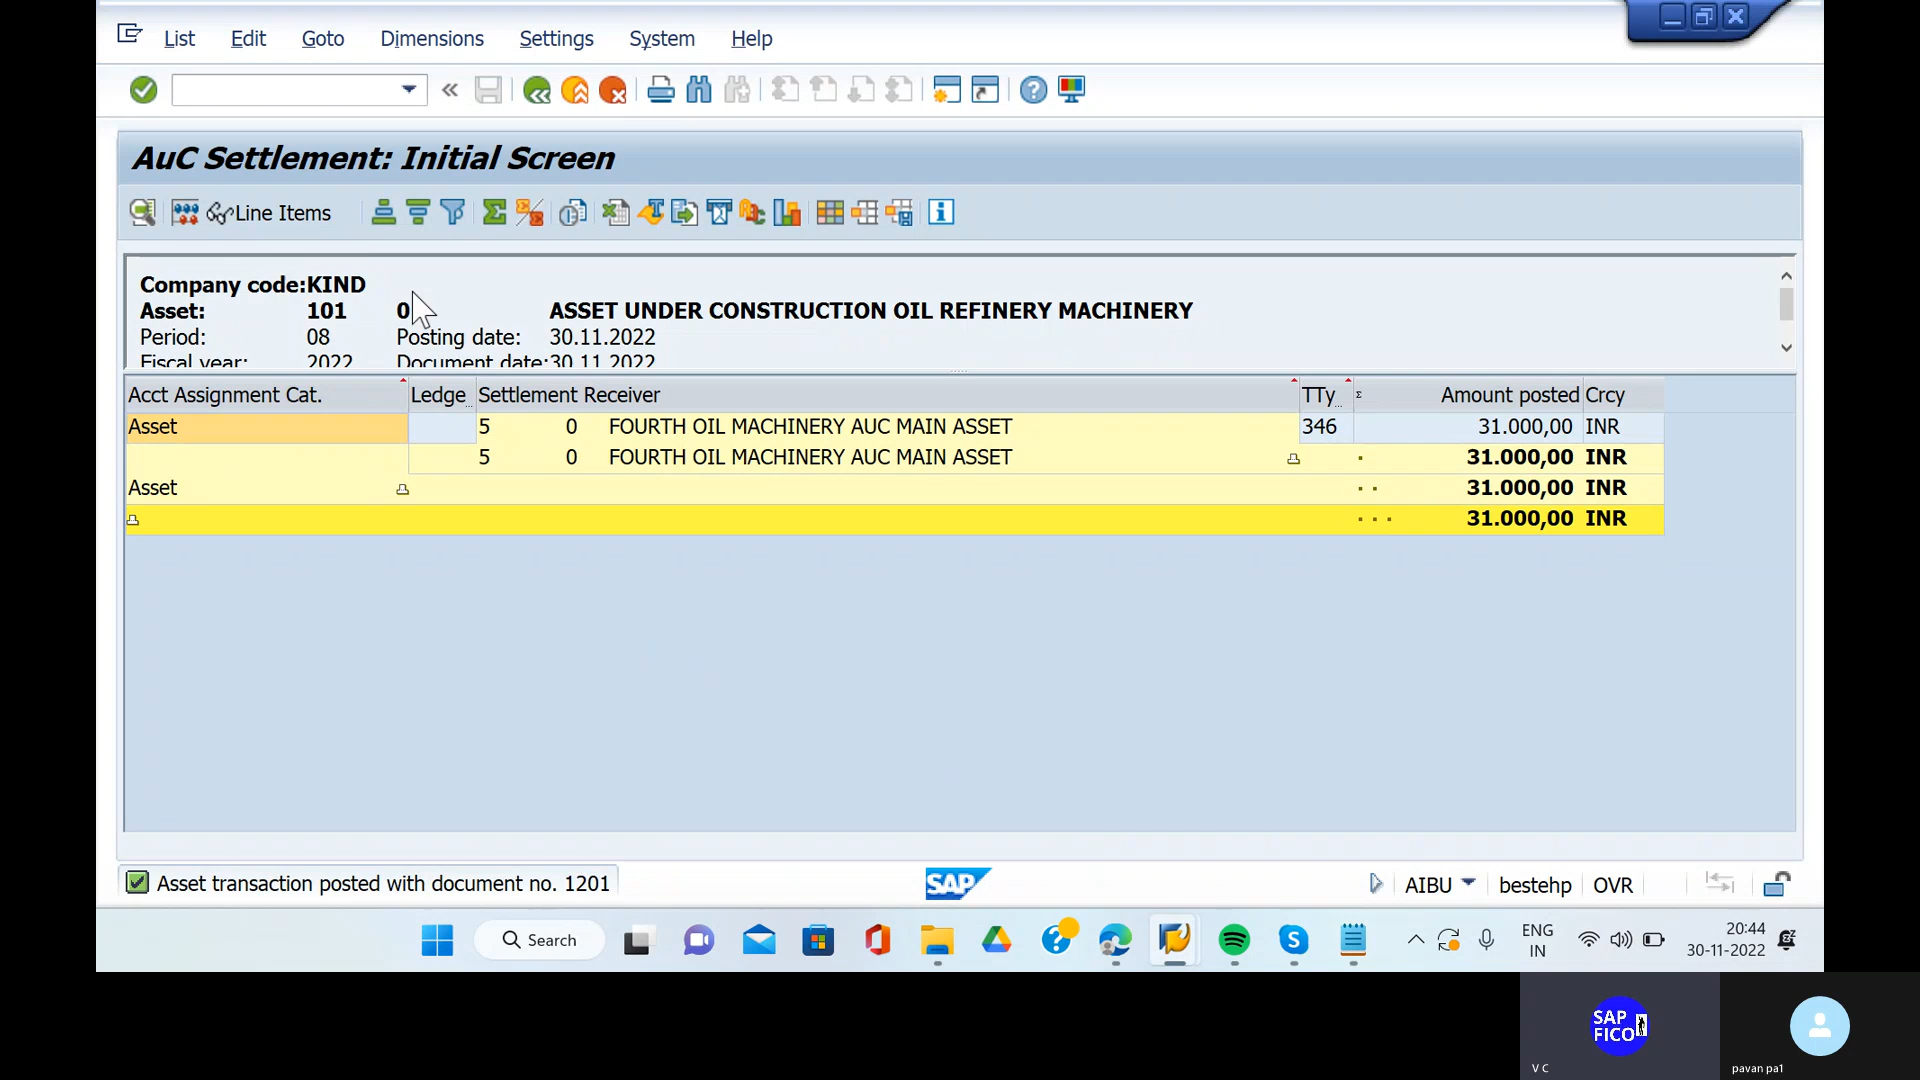 List Edit Goto Dimensions Settings System Help
AuC Settlement: Initial Screen
Line Items
Company code:KIND
Asset: 101 0 ASSET UNDER CONSTRUCTION OIL REFINERY MACHINERY
Period: 08 Posting date: 30.11.2022
Fiscal year: 2022 Document date:30.11.2022
Acct Assignment Cat. Ledge Settlement Receiver TTy Σ Amount posted Crcy
Asset 5 0 FOURTH OIL MACHINERY AUC MAIN ASSET 346 31.000,00 INR
5 0 FOURTH OIL MACHINERY AUC MAIN ASSET 31.000,00 INR
Asset 31.000,00 INR
31.000,00 INR
Asset transaction posted with document no. 1201
SAP
AIBU bestehp OVR
Search
ENG
IN
20:44
30-11-2022
SAP
FICO
V C
pavan pa1